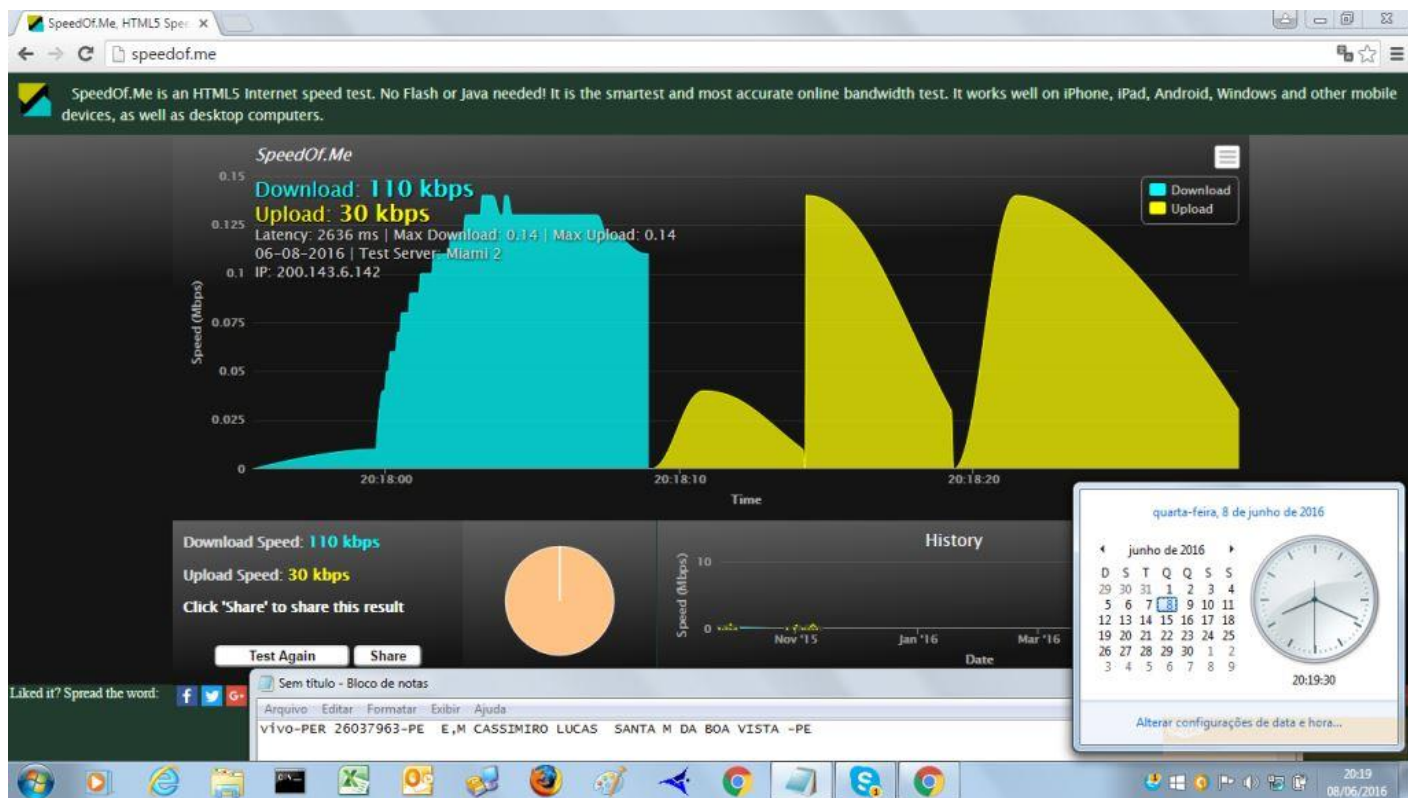 SpeedOf.Me, HTML5 Spee
speedof.me
SpeedOf.Me is an HTML5 Internet speed test. No Flash or Java needed! It is the smartest and most accurate online bandwidth test. It works well on iPhone, iPad, Android, Windows and other mobile
devices, as well as desktop computers.
SpeedOf.Me
0.15
Download: 110 kbps
Download
Upload: 30 kbps
Upload
0.125
Latency: 2636 ms | Max Download: 0.14 | Max Upload: 0.14
06-08-2016 | Test Server: Miami 2
0.1
IP: 200.143.6.142
Speed (Mbps)
0.075
0.05
0.025
0
20:18:00 20:18:10 20:18:20
Time
Download Speed: 110 kbps
Upload Speed: 30 kbps
Click 'Share' to share this result
Test Again Share
History
Speed (Mbps)
10
0
Nov '15 Jan '16 Mar '16
Date
quarta-feira, 8 de junho de 2016
junho de 2016
D S T Q Q S S
29 30 31 1 2 3 4
5 6 7 8 9 10 11
12 13 14 15 16 17 18
19 20 21 22 23 24 25
26 27 28 29 30 1 2
3 4 5 6 7 8 9
20:19:30
Alterar configurações de data e hora...
Liked it? Spread the word:
Sem título - Bloco de notas
Arquivo Editar Formatar Exibir Ajuda
vivo-PER 26037963-PE E,M CASSIMIRO LUCAS SANTA M DA BOA VISTA -PE
20:19
08/06/2016